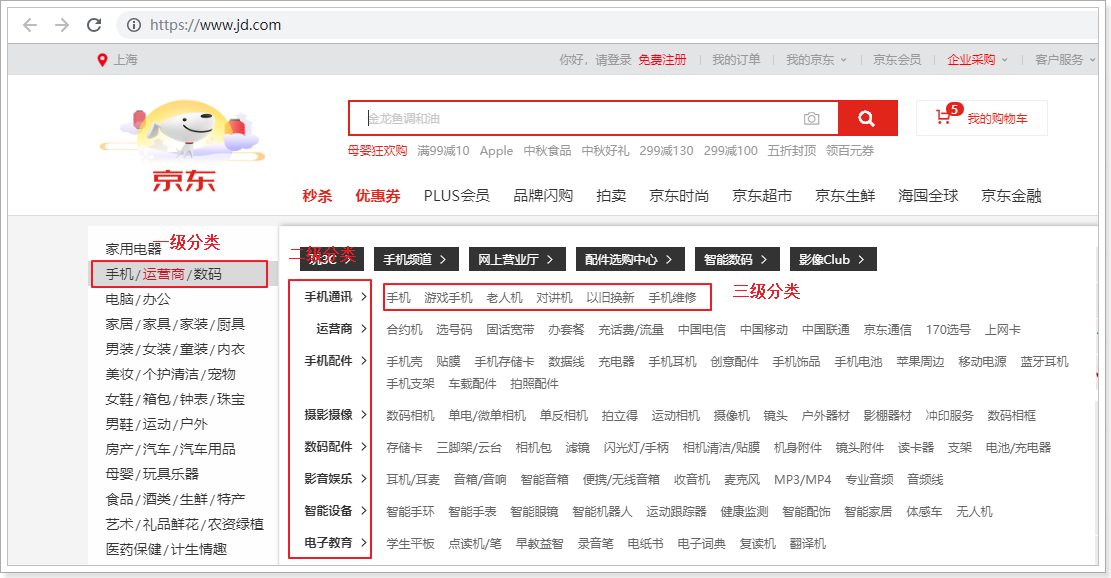 https://www.jd.com
上海 你好，请登录 免费注册 我的订单 我的京东 京东会员 企业采购 客户服务
金龙鱼调和油 5 我的购物车
母婴狂欢购 满99减10 Apple 中秋食品 中秋好礼 299减130 299减100 五折封顶 领百元券
京东
秒杀 优惠券 PLUS会员 品牌闪购 拍卖 京东时尚 京东超市 京东生鲜 海囤全球 京东金融
一级分类
家用电器
手机/运营商/数码
电脑/办公
家居/家具/家装/厨具
男装/女装/童装/内衣
美妆/个护清洁/宠物
女鞋/箱包/钟表/珠宝
男鞋/运动/户外
房产/汽车/汽车用品
母婴/玩具乐器
食品/酒类/生鲜/特产
艺术/礼品鲜花/农资绿植
医药保健/计生情趣
二级分类
玩3C > 手机频道 > 网上营业厅 > 配件选购中心 > 智能数码 > 影像Club >
三级分类
手机通讯 > 手机 游戏手机 老人机 对讲机 以旧换新 手机维修
运营商 > 合约机 选号码 固话宽带 办套餐 充话费/流量 中国电信 中国移动 中国联通 京东通信 170选号 上网卡
手机配件 > 手机壳 贴膜 手机存储卡 数据线 充电器 手机耳机 创意配件 手机饰品 手机电池 苹果周边 移动电源 蓝牙耳机
手机支架 车载配件 拍照配件
摄影摄像 > 数码相机 单电/微单相机 单反相机 拍立得 运动相机 摄像机 镜头 户外器材 影棚器材 冲印服务 数码相框
数码配件 > 存储卡 三脚架/云台 相机包 滤镜 闪光灯/手柄 相机清洁/贴膜 机身附件 镜头附件 读卡器 支架 电池/充电器
影音娱乐 > 耳机/耳麦 音箱/音响 智能音箱 便携/无线音箱 收音机 麦克风 MP3/MP4 专业音频 音频线
智能设备 > 智能手环 智能手表 智能眼镜 智能机器人 运动跟踪器 健康监测 智能配饰 智能家居 体感车 无人机
电子教育 > 学生平板 点读机/笔 早教益智 录音笔 电纸书 电子词典 复读机 翻译机